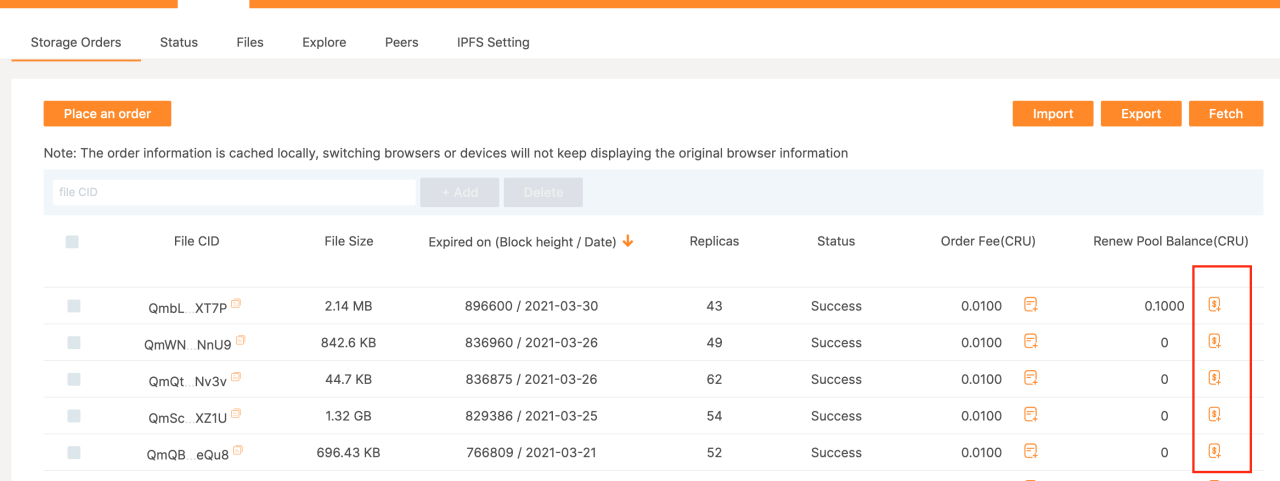 Storage Orders Status Files Explore Peers IPFS Setting
Place an order Import Export Fetch
Note: The order information is cached locally, switching browsers or devices will not keep displaying the original browser information
file CID + Add Delete
File CID File Size Expired on (Block height / Date) Replicas Status Order Fee(CRU) Renew Pool Balance(CRU)
QmbL...XT7P 2.14 MB 896600 / 2021-03-30 43 Success 0.0100 0.1000
QmWN...NnU9 842.6 KB 836960 / 2021-03-26 49 Success 0.0100 0
QmQt...Nv3v 44.7 KB 836875 / 2021-03-26 62 Success 0.0100 0
QmSc...XZ1U 1.32 GB 829386 / 2021-03-25 54 Success 0.0100 0
QmQB...eQu8 696.43 KB 766809 / 2021-03-21 52 Success 0.0100 0